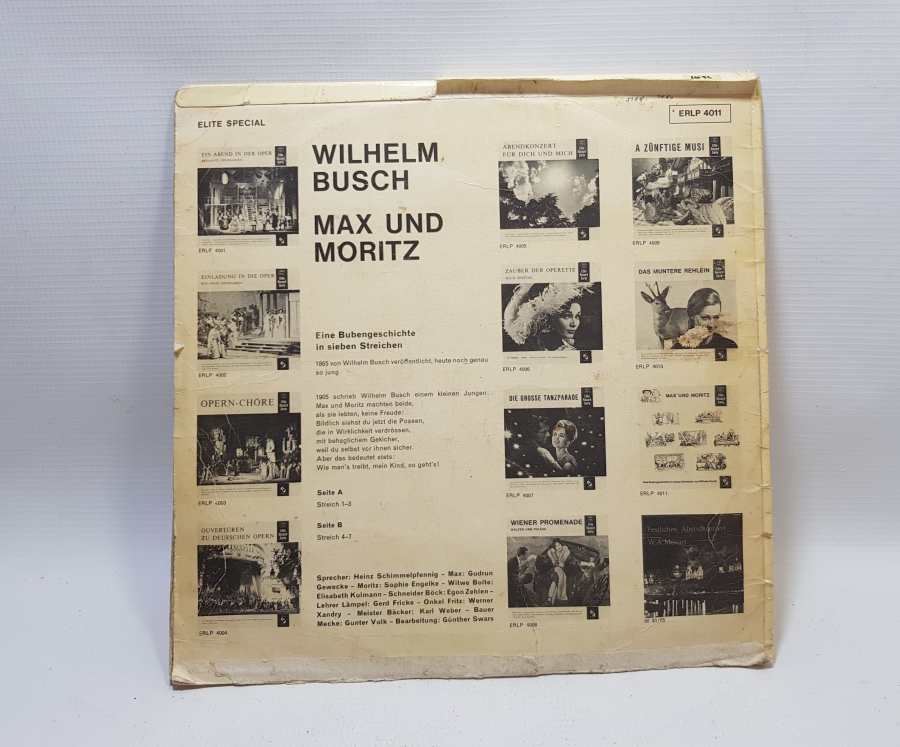 ELITE SPECIAL
ERLP 4011
EIN ABEND IN DER OPER
ERLP 4001
EINLADUNG IN DIE OPER
ERLP 4002
OPERN-CHÖRE
ERLP 4003
OUVERTÜREN
ZU DEUTSCHEN OPERN
ERLP 4004
WILHELM
BUSCH
MAX UND
MORITZ
Eine Bubengeschichte
in sieben Streichen
1865 von Wilhelm Busch veröffentlicht, heute noch genau
so jung
1905 schrieb Wilhelm Busch einem kleinen Jungen:
Max und Moritz machten beide,
als sie lebten, keine Freude:
Bildlich siehst du jetzt die Possen,
die in Wirklichkeit verdrossen,
mit behaglichem Gekicher,
weil du selbst vor ihnen sicher.
Aber das bedeutet stets:
Wie man's treibt, mein Kind, so geht's!
Seite A
Streich 1–3
Seite B
Streich 4–7
Sprecher: Heinz Schimmelpfennig – Max: Gudrun
Gewecke – Moritz: Sophie Engelke – Witwe Bolte:
Elisabeth Kulmann – Schneider Böck: Egon Zehlen –
Lehrer Lämpel: Gerd Fricke – Onkel Fritz: Werner
Xandry – Meister Bäcker: Karl Weber – Bauer
Mecke: Gunter Volk – Bearbeitung: Günther Swars
ABENDKONZERT
FÜR DICH UND MICH
ERLP 4005
ZAUBER DER OPERETTE
ERLP 4006
DIE GROSSE TANZPARADE
ERLP 4007
WIENER PROMENADE
WALZER UND POLKAS
ERLP 4008
A ZÜNFTIGE MUSI
ERLP 4009
DAS MUNTERE REHLEIN
ERLP 4010
MAX UND MORITZ
ERLP 4011
Festliches Abendkonzert
W.A. Mozart